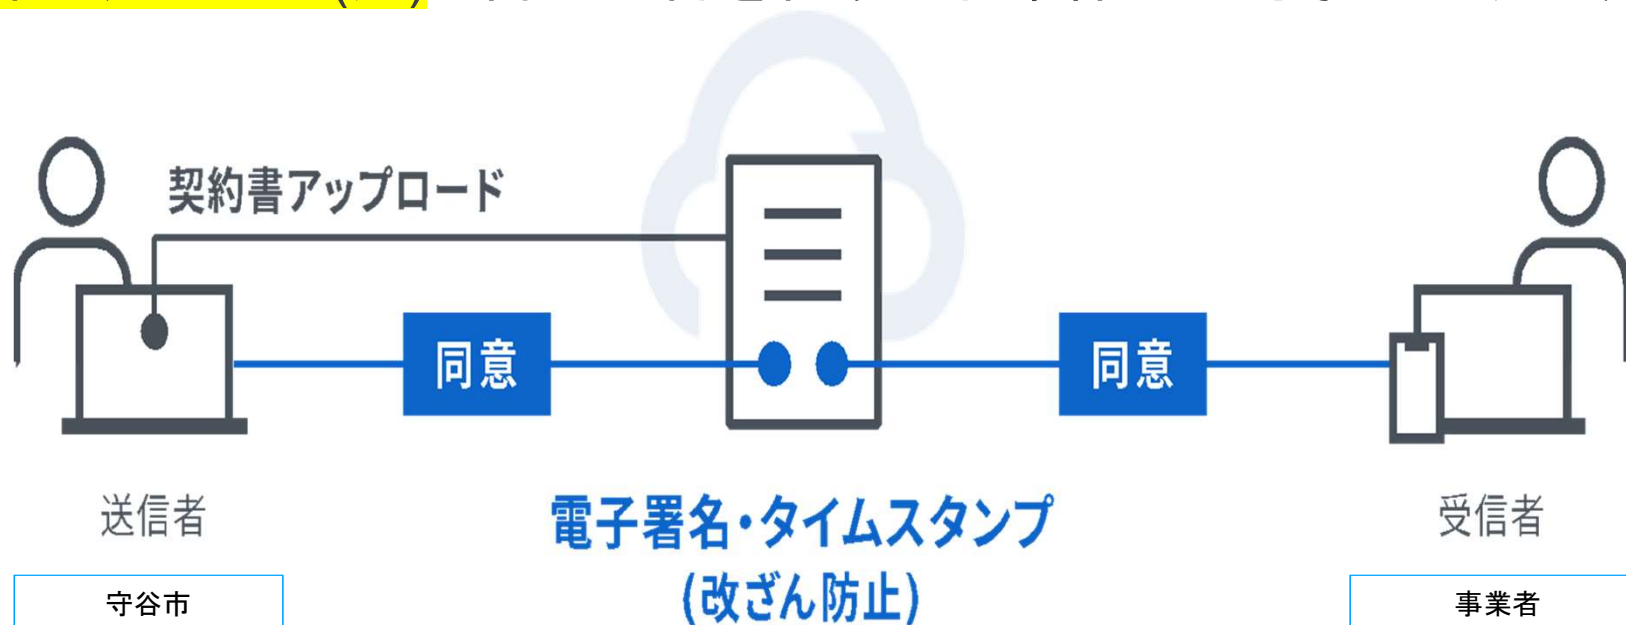 契約書アップロード
同意
同意
送信者
電子署名・タイムスタンプ
(改ざん防止)
受信者
守谷市
事業者